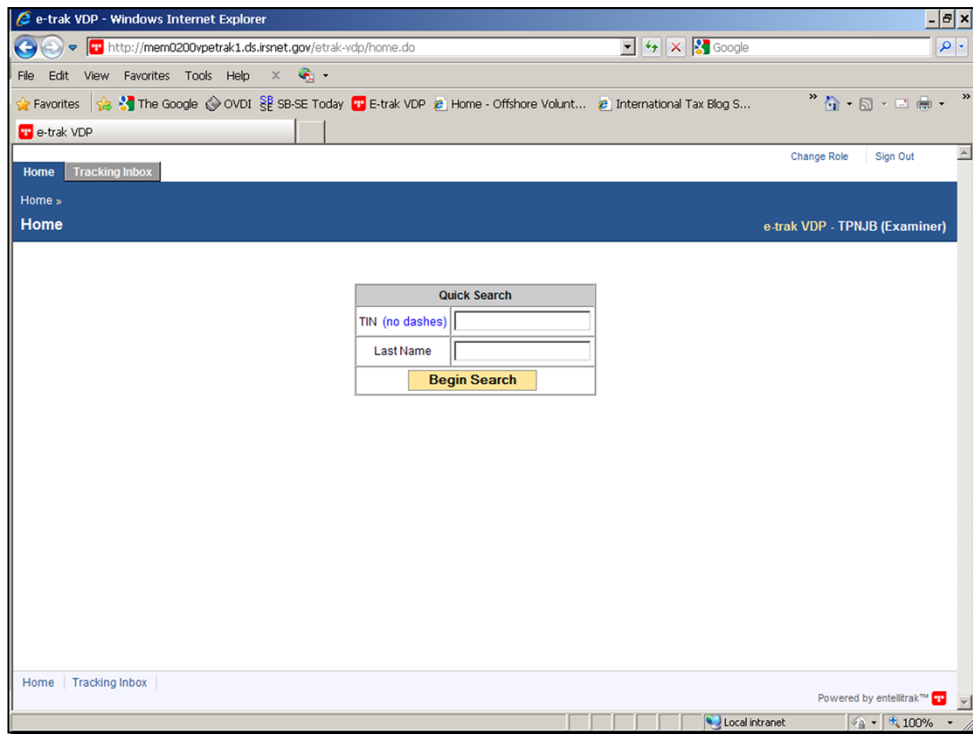 e-trak VDP - Windows Internet Explorer
http://mem0200vpetrak1.ds.irsnet.gov/etrak-vdp/home.do Google
File Edit View Favorites Tools Help x
Favorites The Google OVDI SB-SE Today E-trak VDP Home - Offshore Volunt... International Tax Blog S... »  »
e-trak VDP
Change Role Sign Out
Home Tracking Inbox
Home »
Home e-trak VDP - TPNJB (Examiner)
Quick Search
TIN (no dashes)
Last Name
Begin Search
Home Tracking Inbox
Powered by entellitrak™
Local intranet 100%